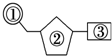 ①
②
③